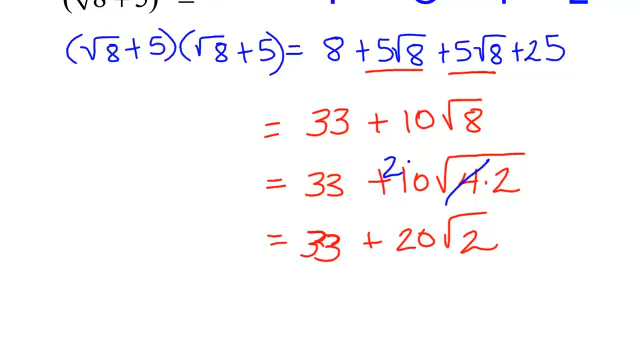 (√8 + 5)(√8 + 5) = 8 + 5√8 + 5√8 + 25
= 33 + 10√8
= 33 + 2·10√4·2
= 33 + 20√2